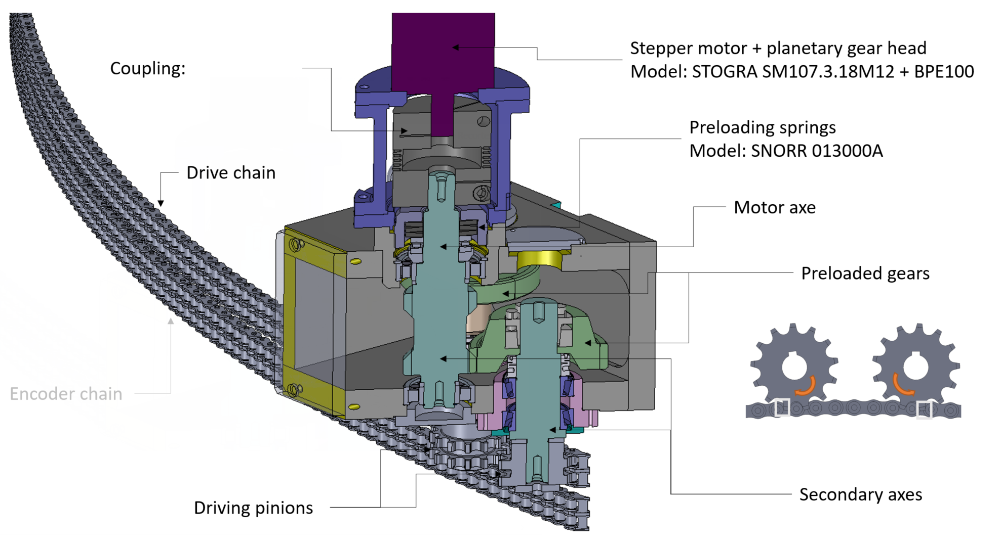 Stepper motor + planetary gear head
Model: STOGRA SM107.3.18M12 + BPE100
Coupling:
Preloading springs
Model: SNORR 013000A
Drive chain
Motor axe
Preloaded gears
Encoder chain
Secondary axes
Driving pinions